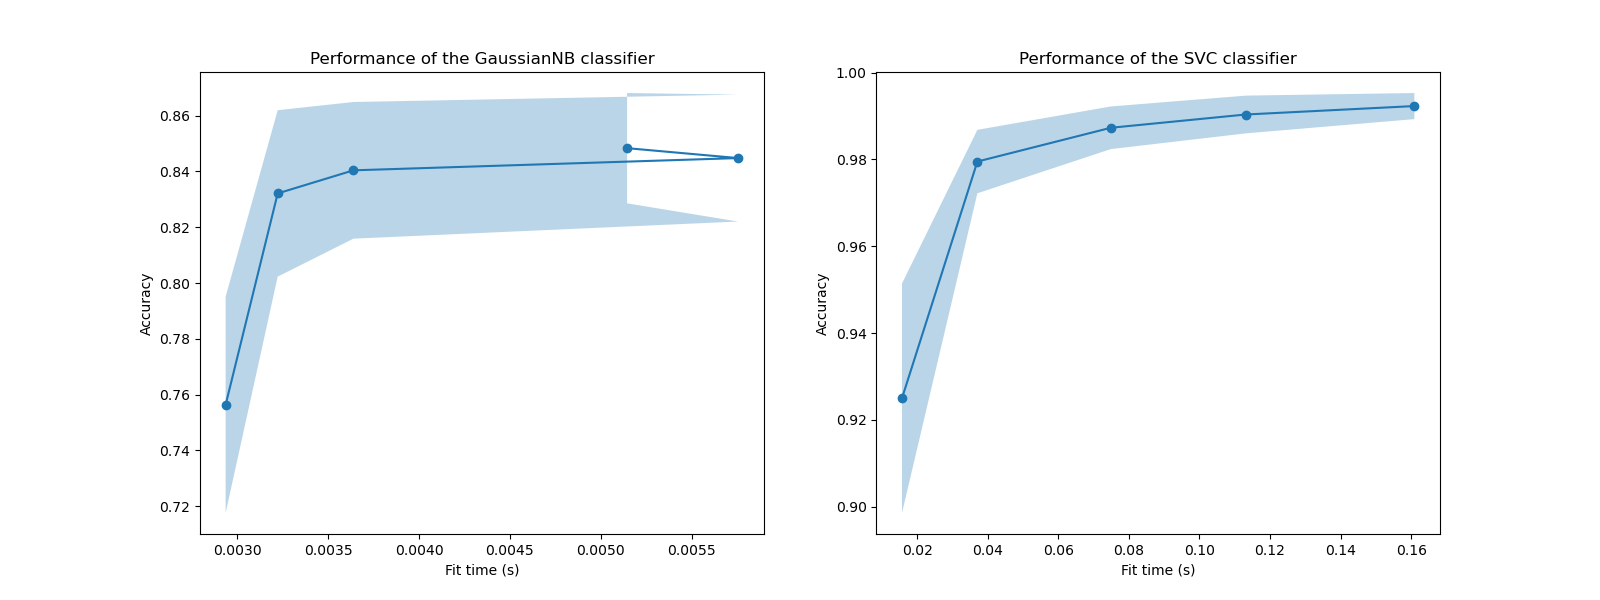 Performance of the GaussianNB classifier
0.86
0.84
0.82
0.80
0.78
0.76
0.74
0.72
Accuracy
0.0030 0.0035 0.0040 0.0045 0.0050 0.0055
Fit time (s)
Performance of the SVC classifier
1.00
0.98
0.96
0.94
0.92
0.90
Accuracy
0.02 0.04 0.06 0.08 0.10 0.12 0.14 0.16
Fit time (s)